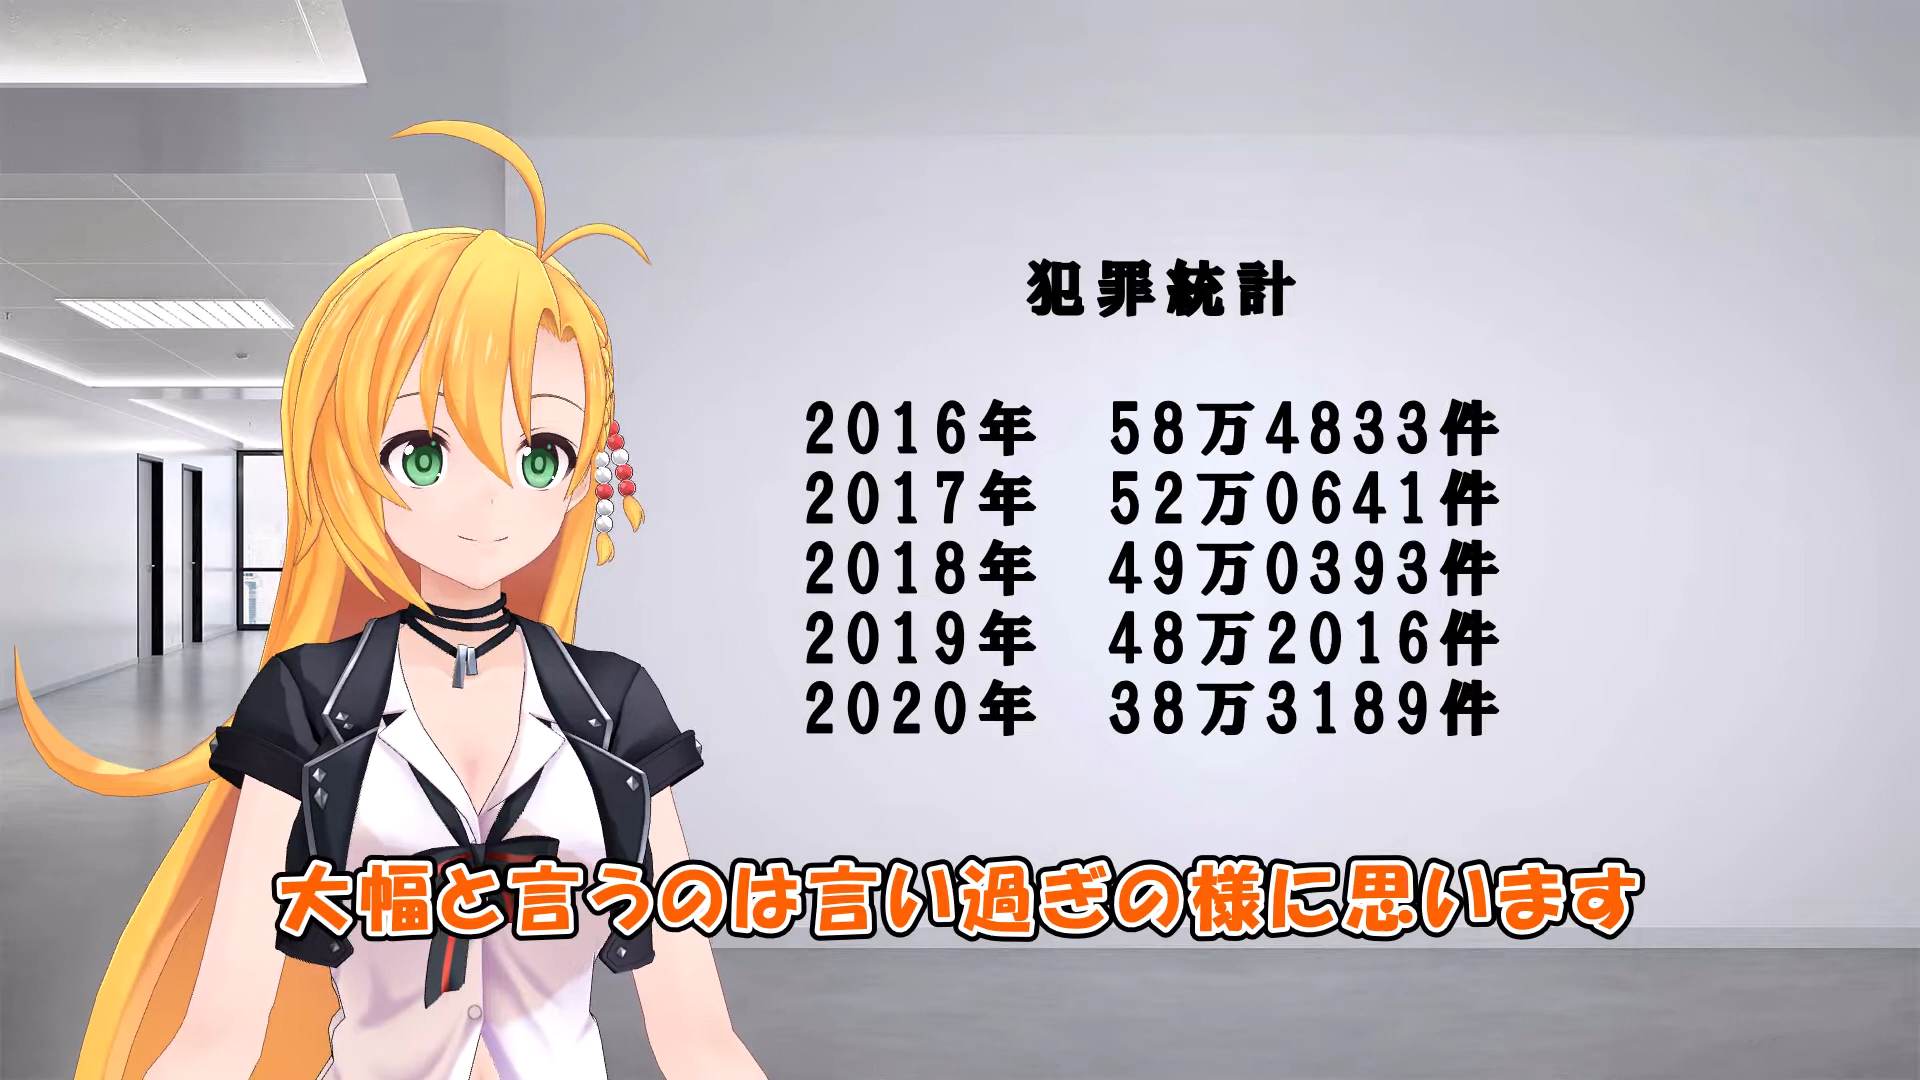 犯罪統計
2016年　58万4833件
2017年　52万0641件
2018年　49万0393件
2019年　48万2016件
2020年　38万3189件
大幅と言うのは言い過ぎの様に思います